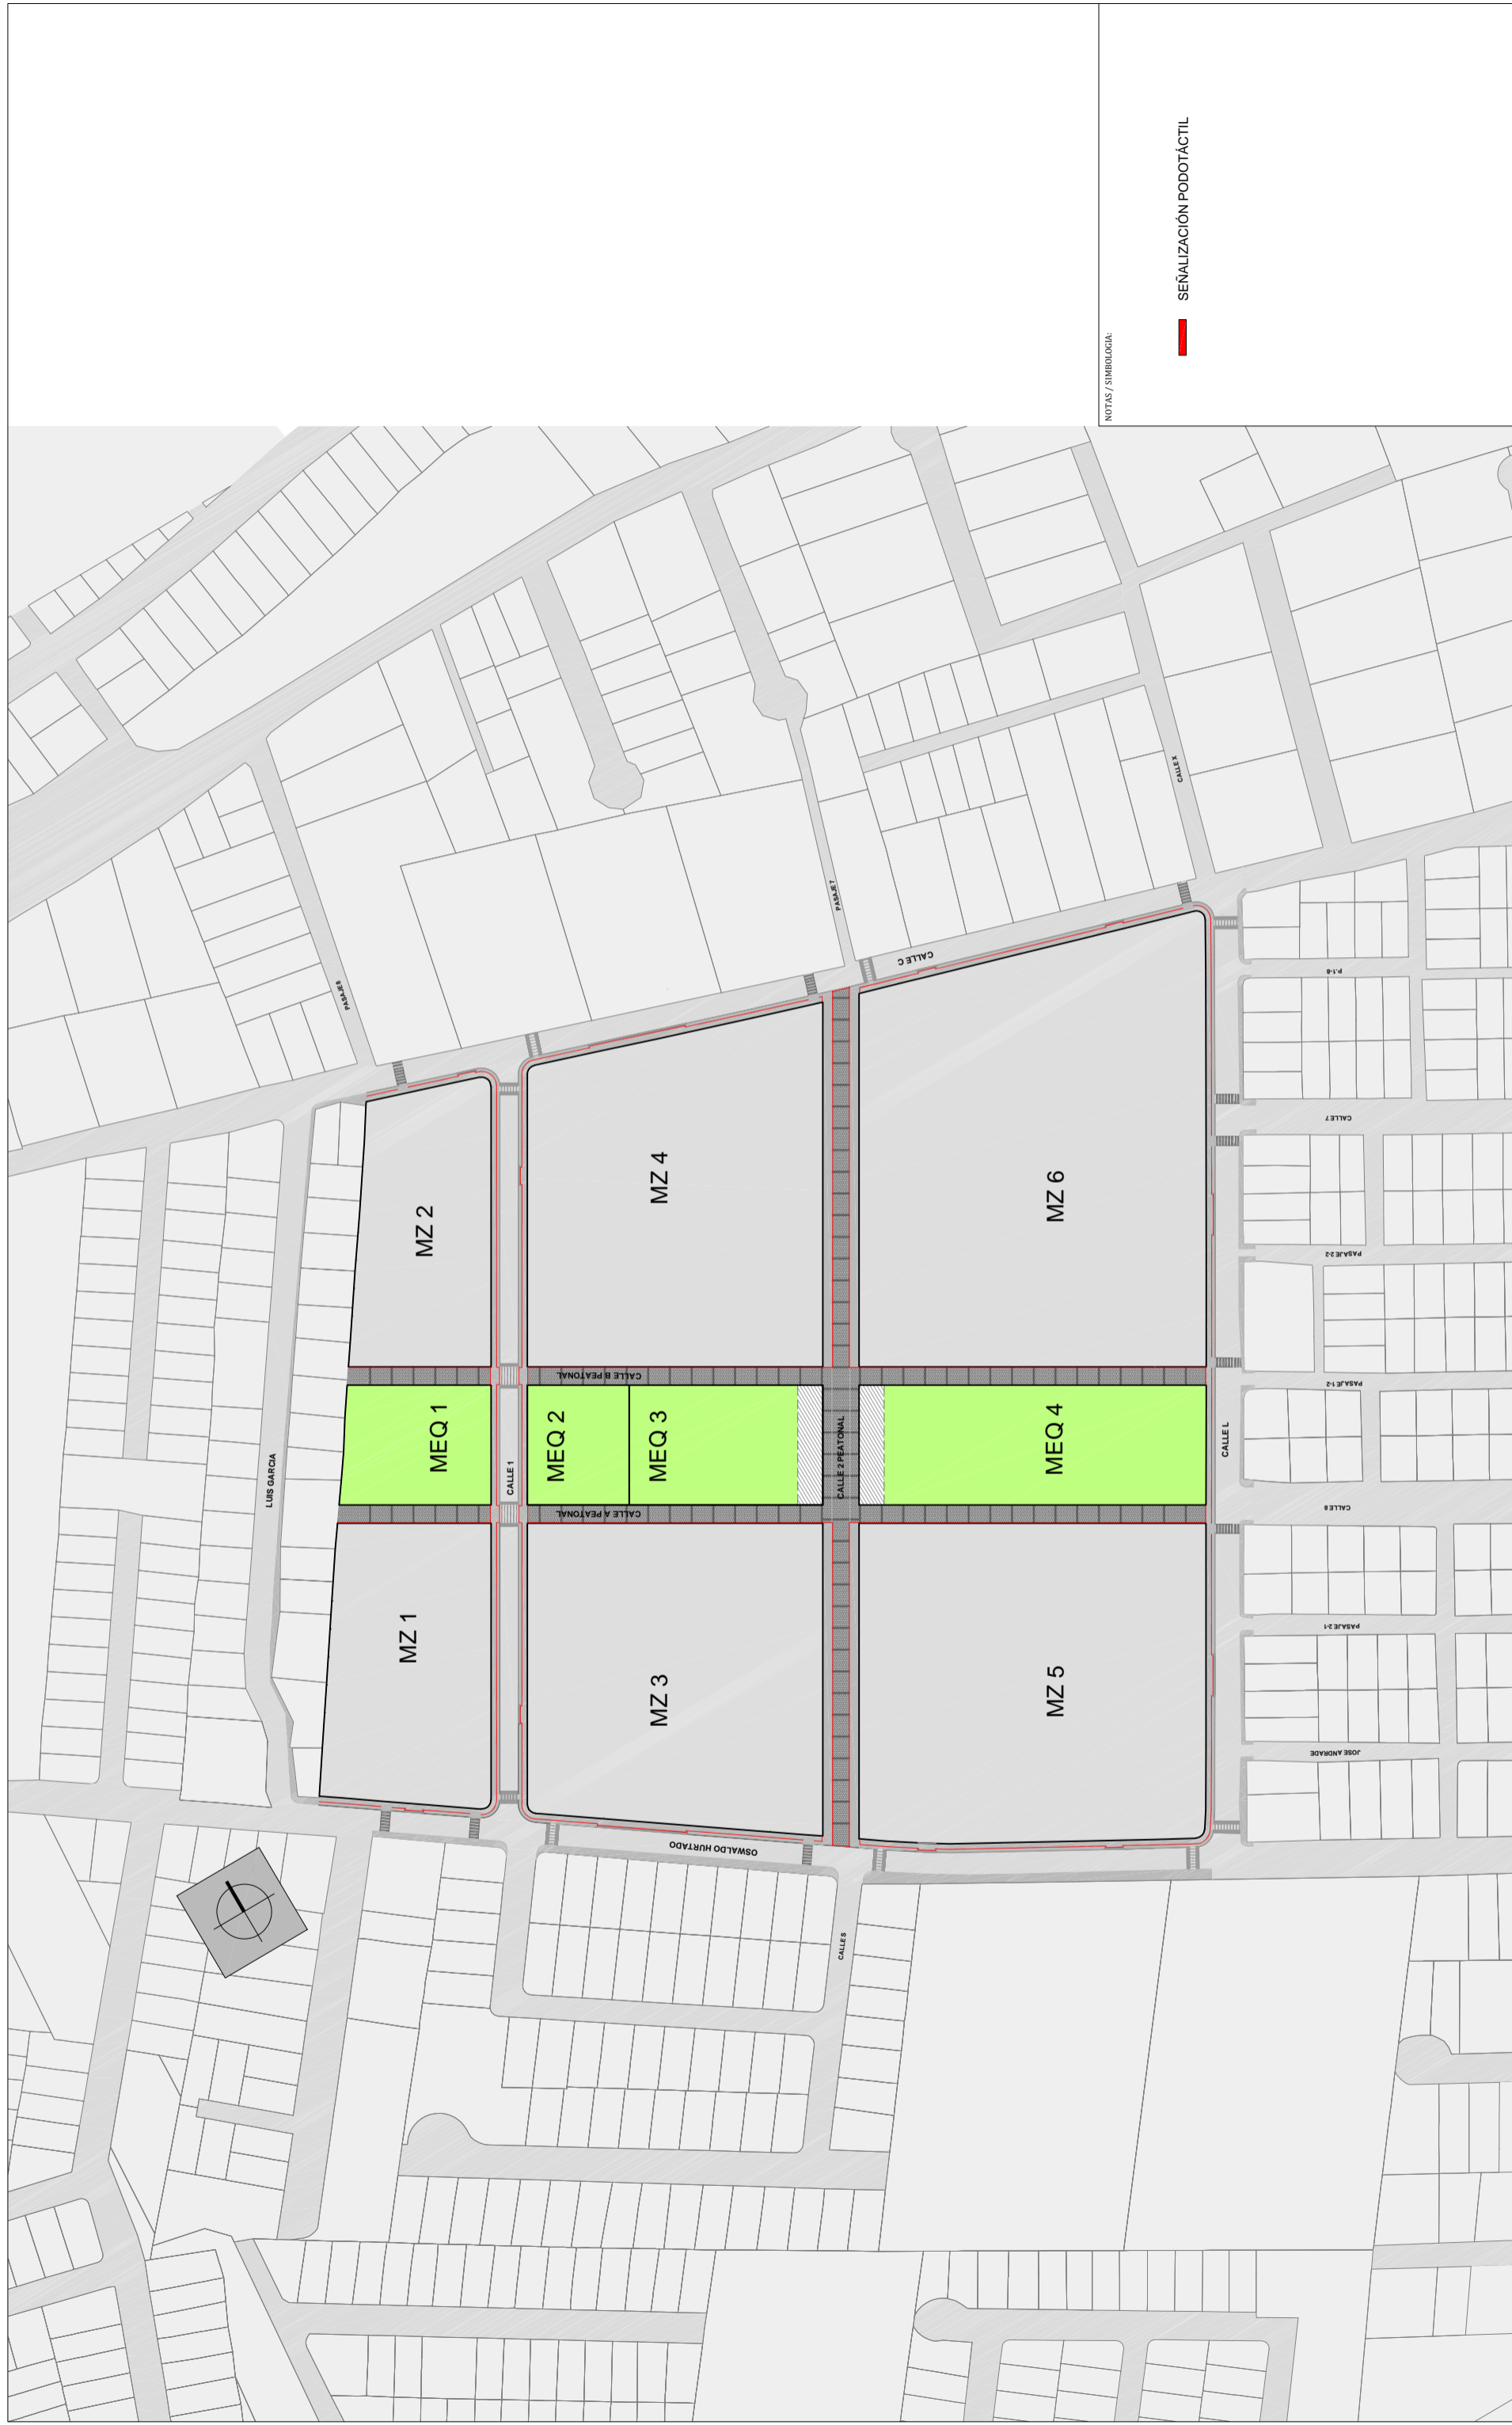 NOTAS / SIMBOLOGIA:
SEÑALIZACIÓN PODOTÁCTIL
LUIS GARCIA
PASAJE 8
MZ 1
MEQ 1
MZ 2
CALLE 1
CALLE A PEATONAL
CALLE B PEATONAL
MZ 3
MEQ 2
MEQ 3
MZ 4
OSWALDO HURTADO
CALLE S
CALLE 2 PEATONAL
PASAJE 7
CALLE C
MZ 5
MEQ 4
MZ 6
CALLE X
CALLE L
JOSE ANDRADE
PASAJE 2-1
CALLE 8
PASAJE 1-2
PASAJE 2-2
CALLE 7
P.1-6